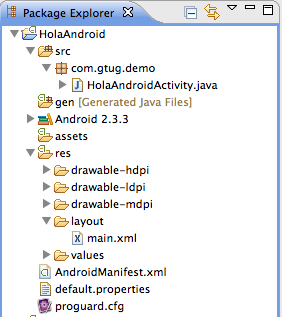 Package Explorer
HolaAndroid
src
com.gtug.demo
HolaAndroidActivity.java
gen [Generated Java Files]
Android 2.3.3
assets
res
drawable-hdpi
drawable-ldpi
drawable-mdpi
layout
main.xml
values
AndroidManifest.xml
default.properties
proguard.cfg